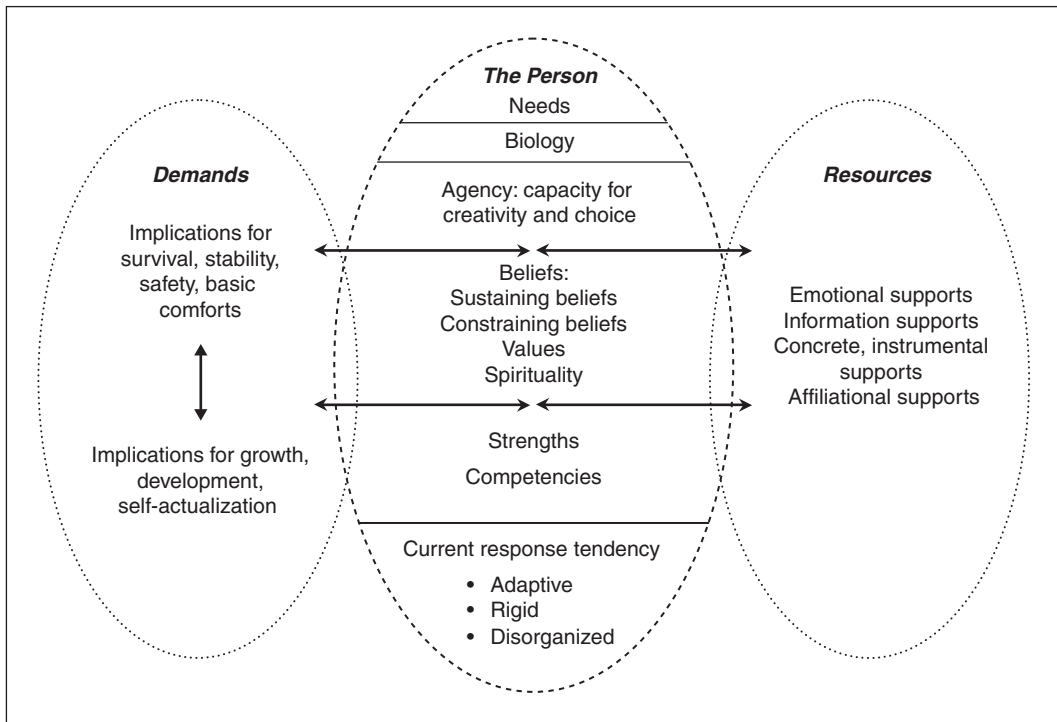 The Person
Needs
Biology
Agency: capacity for
creativity and choice
Beliefs:
Sustaining beliefs
Constraining beliefs
Values
Spirituality
Strengths
Competencies
Current response tendency
• Adaptive
• Rigid
• Disorganized
Demands
Implications for
survival, stability,
safety, basic
comforts
Implications for growth,
development,
self-actualization
Resources
Emotional supports
Information supports
Concrete, instrumental
supports
Affiliational supports